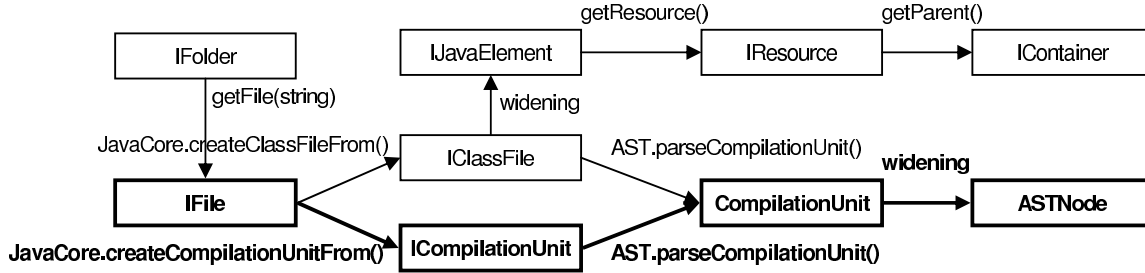 getResource()
getParent()
IFolder
IJavaElement
IResource
IContainer
getFile(string)
widening
JavaCore.createClassFileFrom()
IClassFile
AST.parseCompilationUnit()
widening
IFile
CompilationUnit
ASTNode
JavaCore.createCompilationUnitFrom()
ICompilationUnit
AST.parseCompilationUnit()